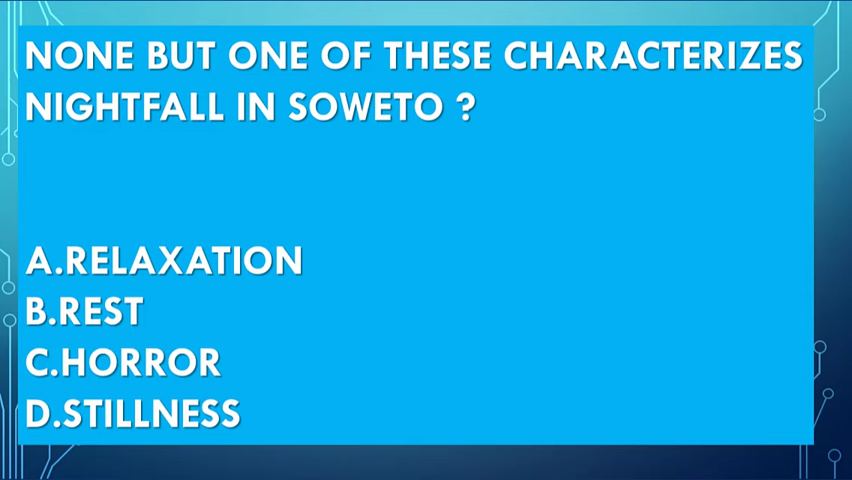 NONE BUT ONE OF THESE CHARACTERIZES
NIGHTFALL IN SOWETO ?
A.RELAXATION
B.REST
C.HORROR
D.STILLNESS